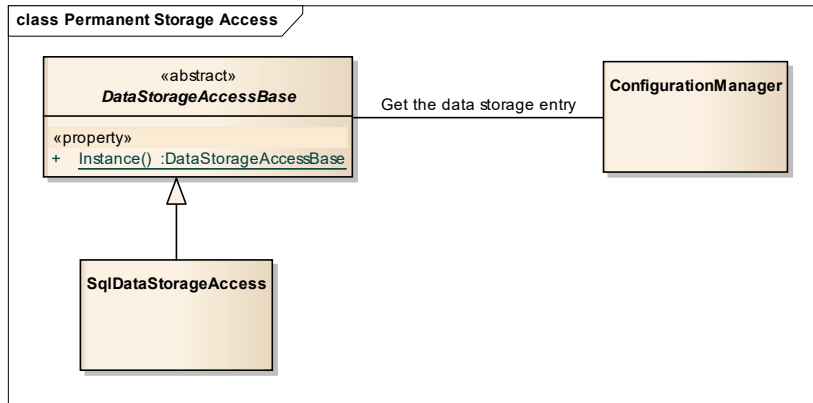 class Permanent Storage Access
«abstract»
DataStorageAccessBase
«property»
+ Instance() :DataStorageAccessBase
Get the data storage entry
ConfigurationManager
SqlDataStorageAccess